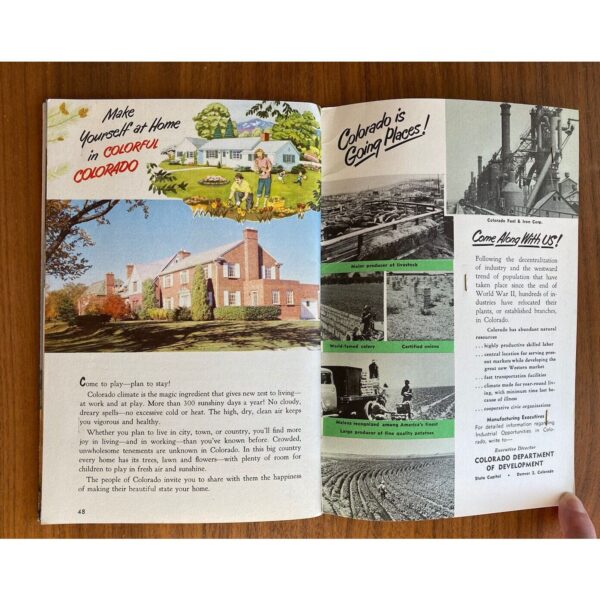 Make
Yourself at Home
in COLORFUL
COLORADO
Come to play—plan to stay!
Colorado climate is the magic ingredient that gives new zest to living—
at work and at play. More than 300 sunshiny days a year! No cloudy,
dreary spells—no excessive cold or heat. The high, dry, clean air keeps
you vigorous and healthy.
Whether you plan to live in city, town, or country, you'll find more
joy in living—and in working—than you've known before. Crowded,
unwholesome tenements are unknown in Colorado. In this big country
every home has its trees, lawn and flowers—with plenty of room for
children to play in fresh air and sunshine.
The people of Colorado invite you to share with them the happiness
of making their beautiful state your home.
48
Colorado is
Going Places!
Major producer of livestock
World-famed celery
Certified onions
Melons recognized among America's finest
Large producer of fine quality potatoes
Colorado Fuel & Iron Corp.
Come Along With US!
Following the decentralization
of industry and the westward
trend of population that have
taken place since the end of
World War II, hundreds of in-
dustries have relocated their
plants, or established branches,
in Colorado.
Colorado has abundant natural
resources
. . . highly productive skilled labor
. . . central location for serving pres-
ent markets while developing the
great new Western market
. . . fast transportation facilities
. . . climate made for year-round liv-
ing, with minimum time lost be-
cause of illness
. . . cooperative civic organizations
Manufacturing Executives
For detailed information regarding
Industrial Opportunities in Colo-
rado, write to—
Executive Director
COLORADO DEPARTMENT
OF DEVELOPMENT
State Capitol • Denver 2, Colorado